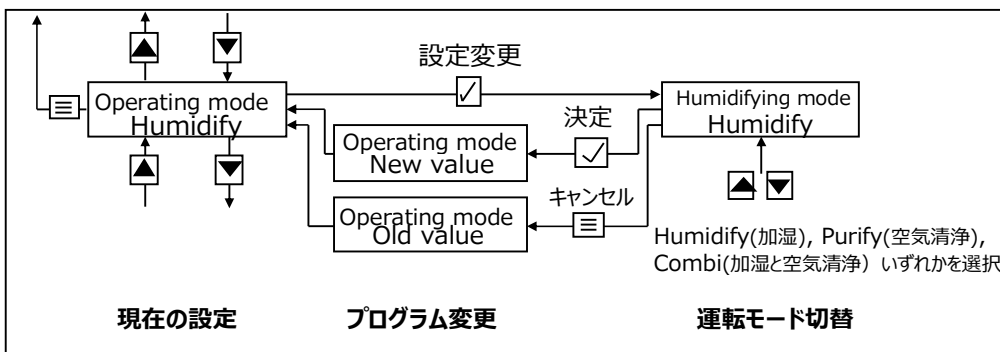 設定変更
Operating mode
Humidify
Humidifying mode
Humidify
決定
Operating mode
New value
キャンセル
Operating mode
Old value
Humidify(加湿), Purify(空気清浄),
Combi(加湿と空気清浄）いずれかを選択
現在の設定
プログラム変更
運転モード切替